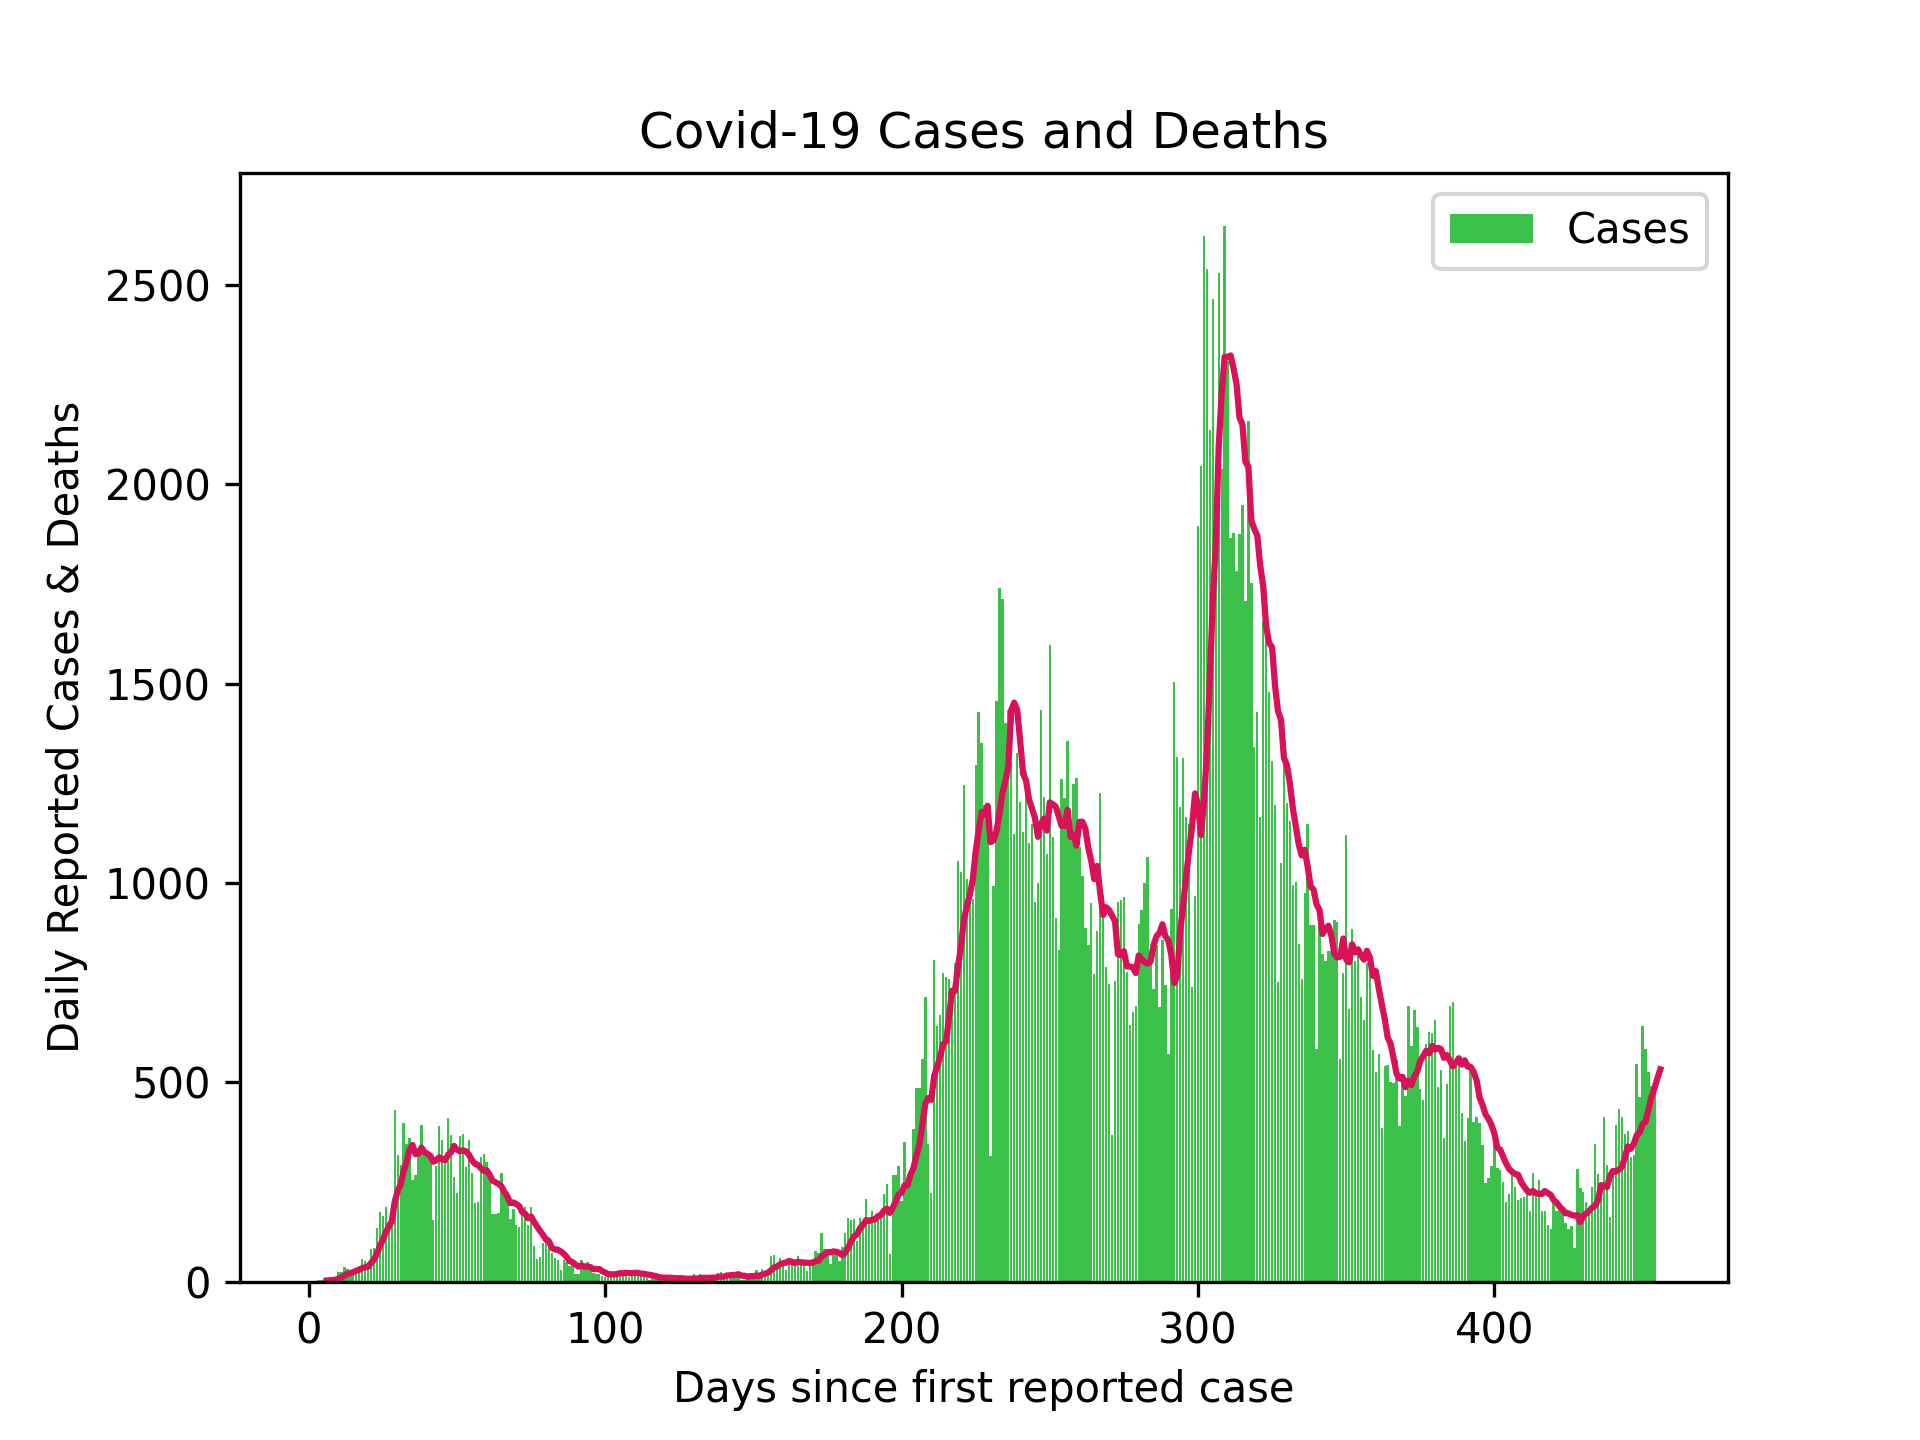 Covid-19 Cases and Deaths
Cases
Daily Reported Cases & Deaths
2500
2000
1500
1000
500
0
0 100 200 300 400
Days since first reported case